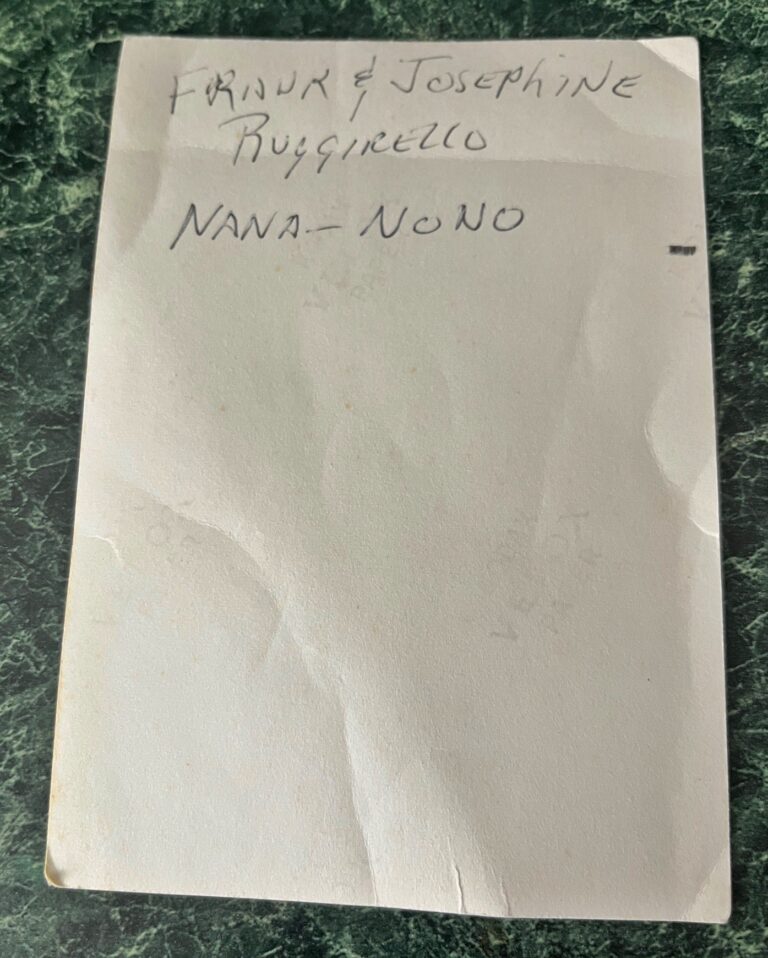 FRANK & JOSEPHINE
RUGGIRELLO
NANA - NONO